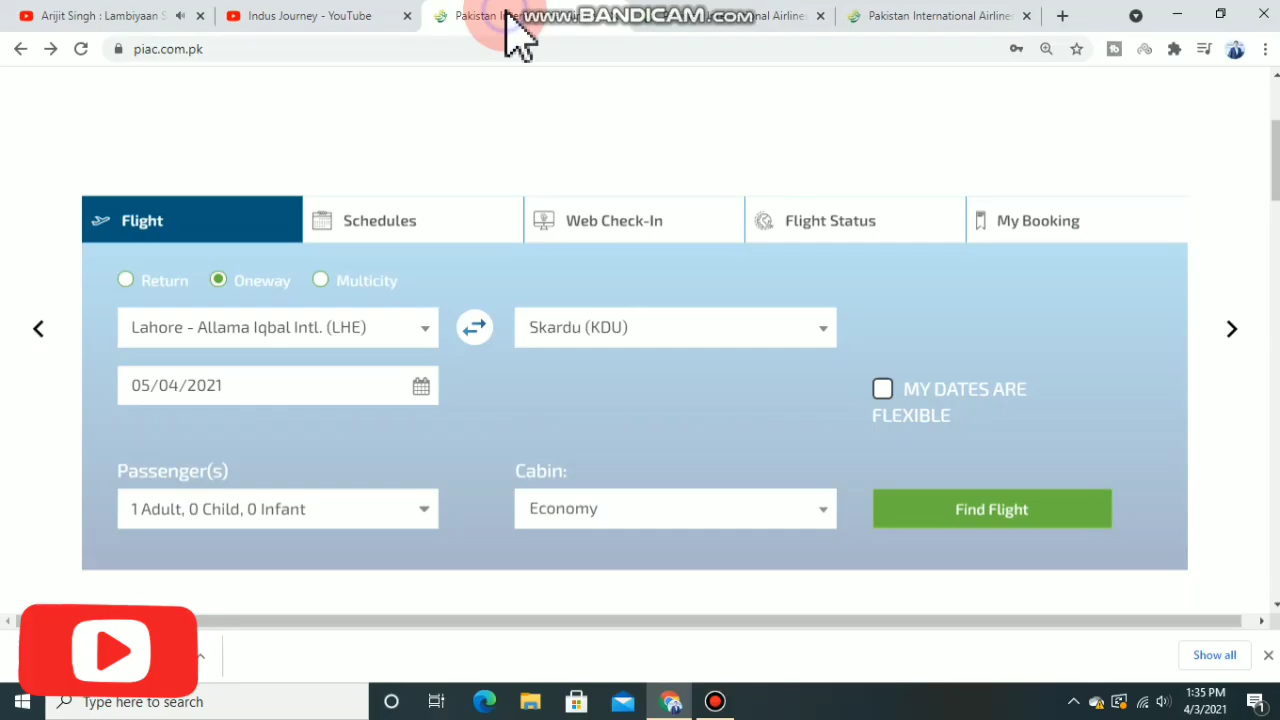 Arijit Singh : Lambiyaan S
Indus Journey - YouTube
Pakistan
www.BANDICAM.com
Airline
Pakistan International Airline
piac.com.pk
Flight
Schedules
Web Check-In
Flight Status
My Booking
Return
Oneway
Multicity
Lahore - Allama Iqbal Intl. (LHE)
Skardu (KDU)
05/04/2021
MY DATES ARE
FLEXIBLE
Passenger(s)
Cabin:
1 Adult, 0 Child, 0 Infant
Economy
Find Flight
Show all
Type here to search
1:35 PM
4/3/2021
1